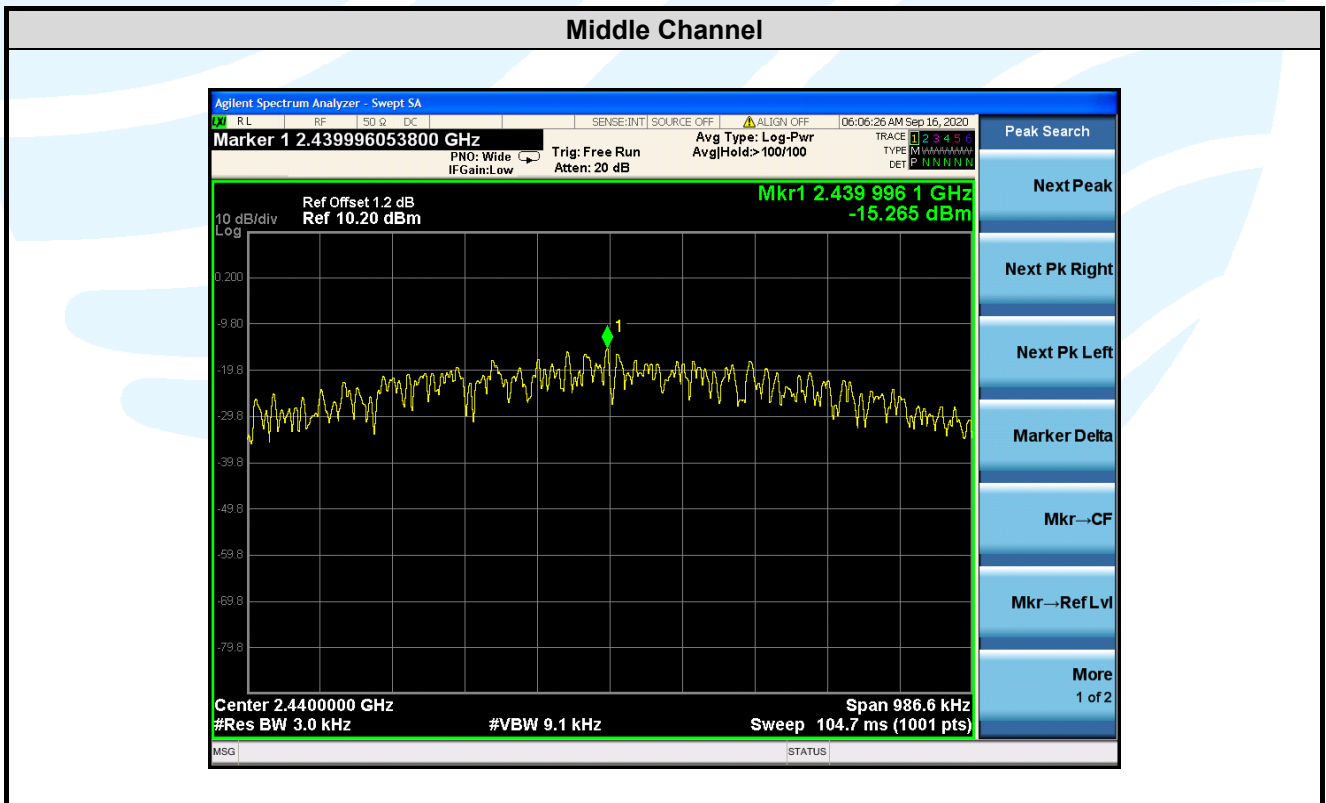 Middle Channel
Agilent Spectrum Analyzer - Swept SA
LXI RL RF 50 Ω DC SENSE:INT SOURCE OFF ALIGN OFF 06:06:26 AM Sep 16, 2020
Marker 1 2.439996053800 GHz
PNO: Wide
IFGain:Low
Trig: Free Run
Atten: 20 dB
Avg Type: Log-Pwr
Avg|Hold:>100/100
TRACE 1 2 3 4 5 6
TYPE M WWWWW
DET P N N N N N
Ref Offset 1.2 dB
10 dB/div Ref 10.20 dBm
Log
Mkr1 2.439 996 1 GHz
-15.265 dBm
1
0.200
-9.80
-19.8
-29.8
-39.8
-49.8
-59.8
-69.8
-79.8
Center 2.4400000 GHz Span 986.6 kHz
#Res BW 3.0 kHz #VBW 9.1 kHz Sweep 104.7 ms (1001 pts)
MSG STATUS
Peak Search
Next Peak
Next Pk Right
Next Pk Left
Marker Delta
Mkr→CF
Mkr→Ref Lvl
More
1 of 2